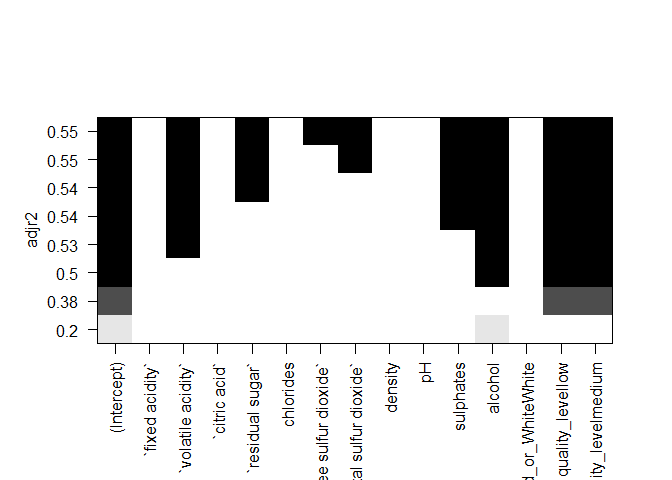 adjr2
0.55
0.55
0.54
0.54
0.53
0.5
0.38
0.2
(Intercept)
`fixed acidity`
`volatile acidity`
`citric acid`
`residual sugar`
chlorides
ee sulfur dioxide`
tal sulfur dioxide`
density
pH
sulphates
alcohol
d_or_WhiteWhite
quality_levellow
ity_levelmedium